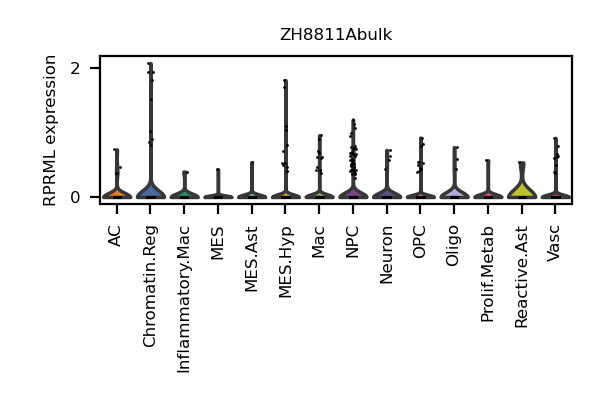 ZH8811Abulk
RPRML expression
2
0
AC
Chromatin.Reg
Inflammatory.Mac
MES
MES.Ast
MES.Hyp
Mac
NPC
Neuron
OPC
Oligo
Prolif.Metab
Reactive.Ast
Vasc